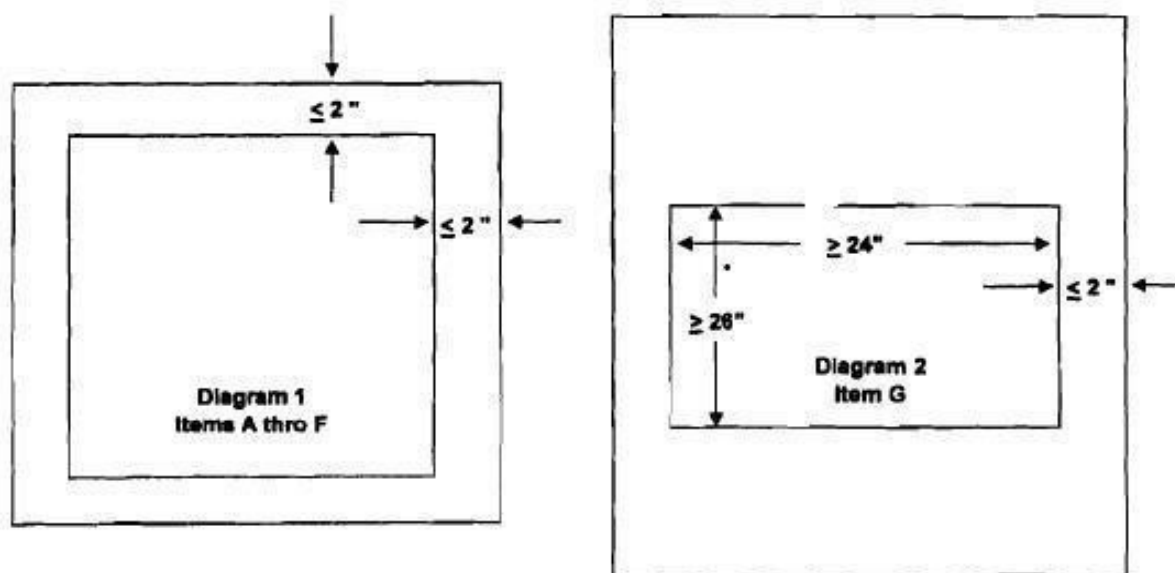 ≤ 2 "
≤ 2 "
Diagram 1
Items A thro F
≥ 24"
≤ 2 "
≥ 26"
Diagram 2
Item G